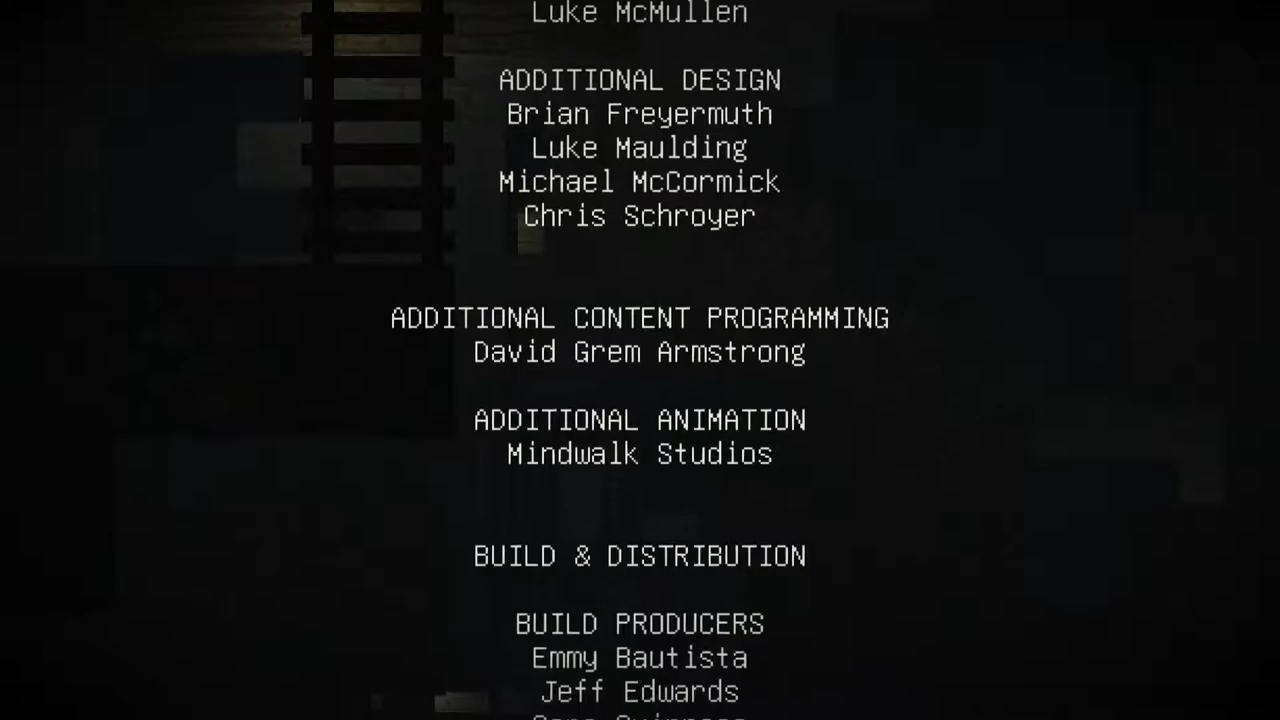 Luke McMullen
ADDITIONAL DESIGN
Brian Freyermuth
Luke Maulding
Michael McCormick
Chris Schroyer
ADDITIONAL CONTENT PROGRAMMING
David Grem Armstrong
ADDITIONAL ANIMATION
Mindwalk Studios
BUILD & DISTRIBUTION
BUILD PRODUCERS
Emmy Bautista
Jeff Edwards